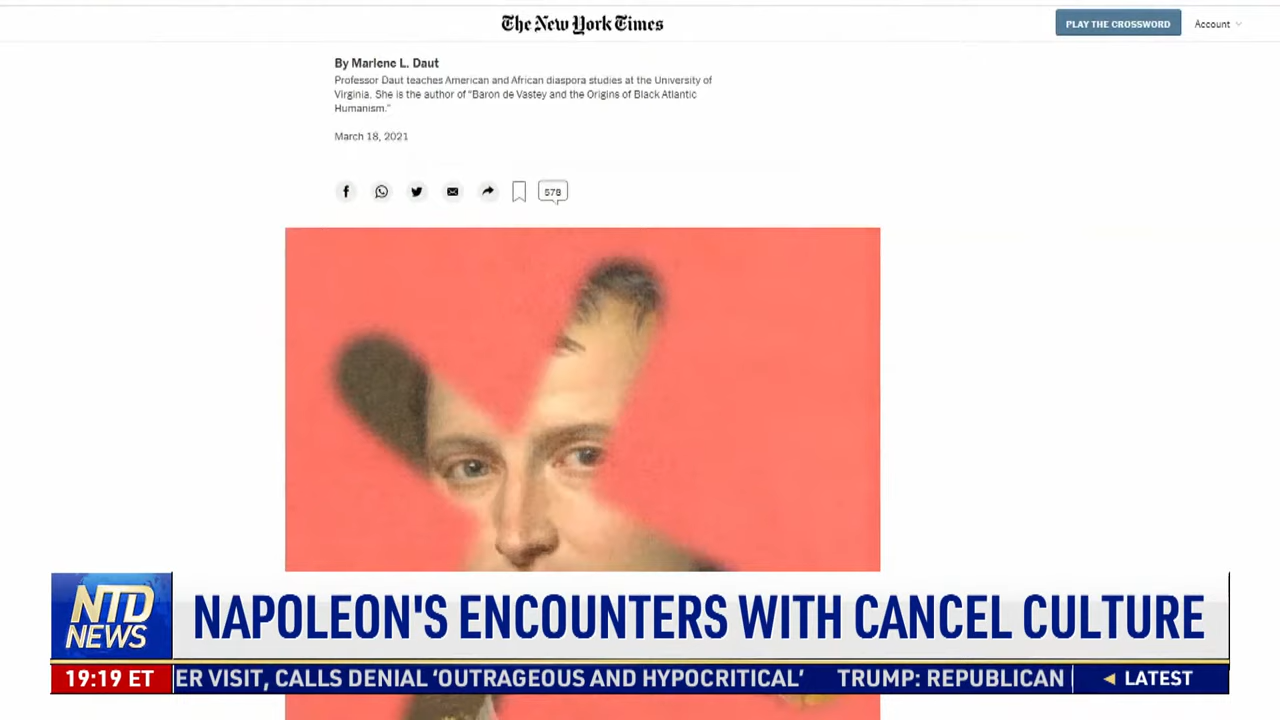 The New York Times
PLAY THE CROSSWORD
Account
By Marlene L. Daut
Professor Daut teaches American and African diaspora studies at the University of
Virginia. She is the author of "Baron de Vastey and the Origins of Black Atlantic
Humanism."
March 18, 2021
578
NTD
NEWS
NAPOLEON'S ENCOUNTERS WITH CANCEL CULTURE
19:19 ET
ER VISIT, CALLS DENIAL 'OUTRAGEOUS AND HYPOCRITICAL' TRUMP: REPUBLICAN
LATEST